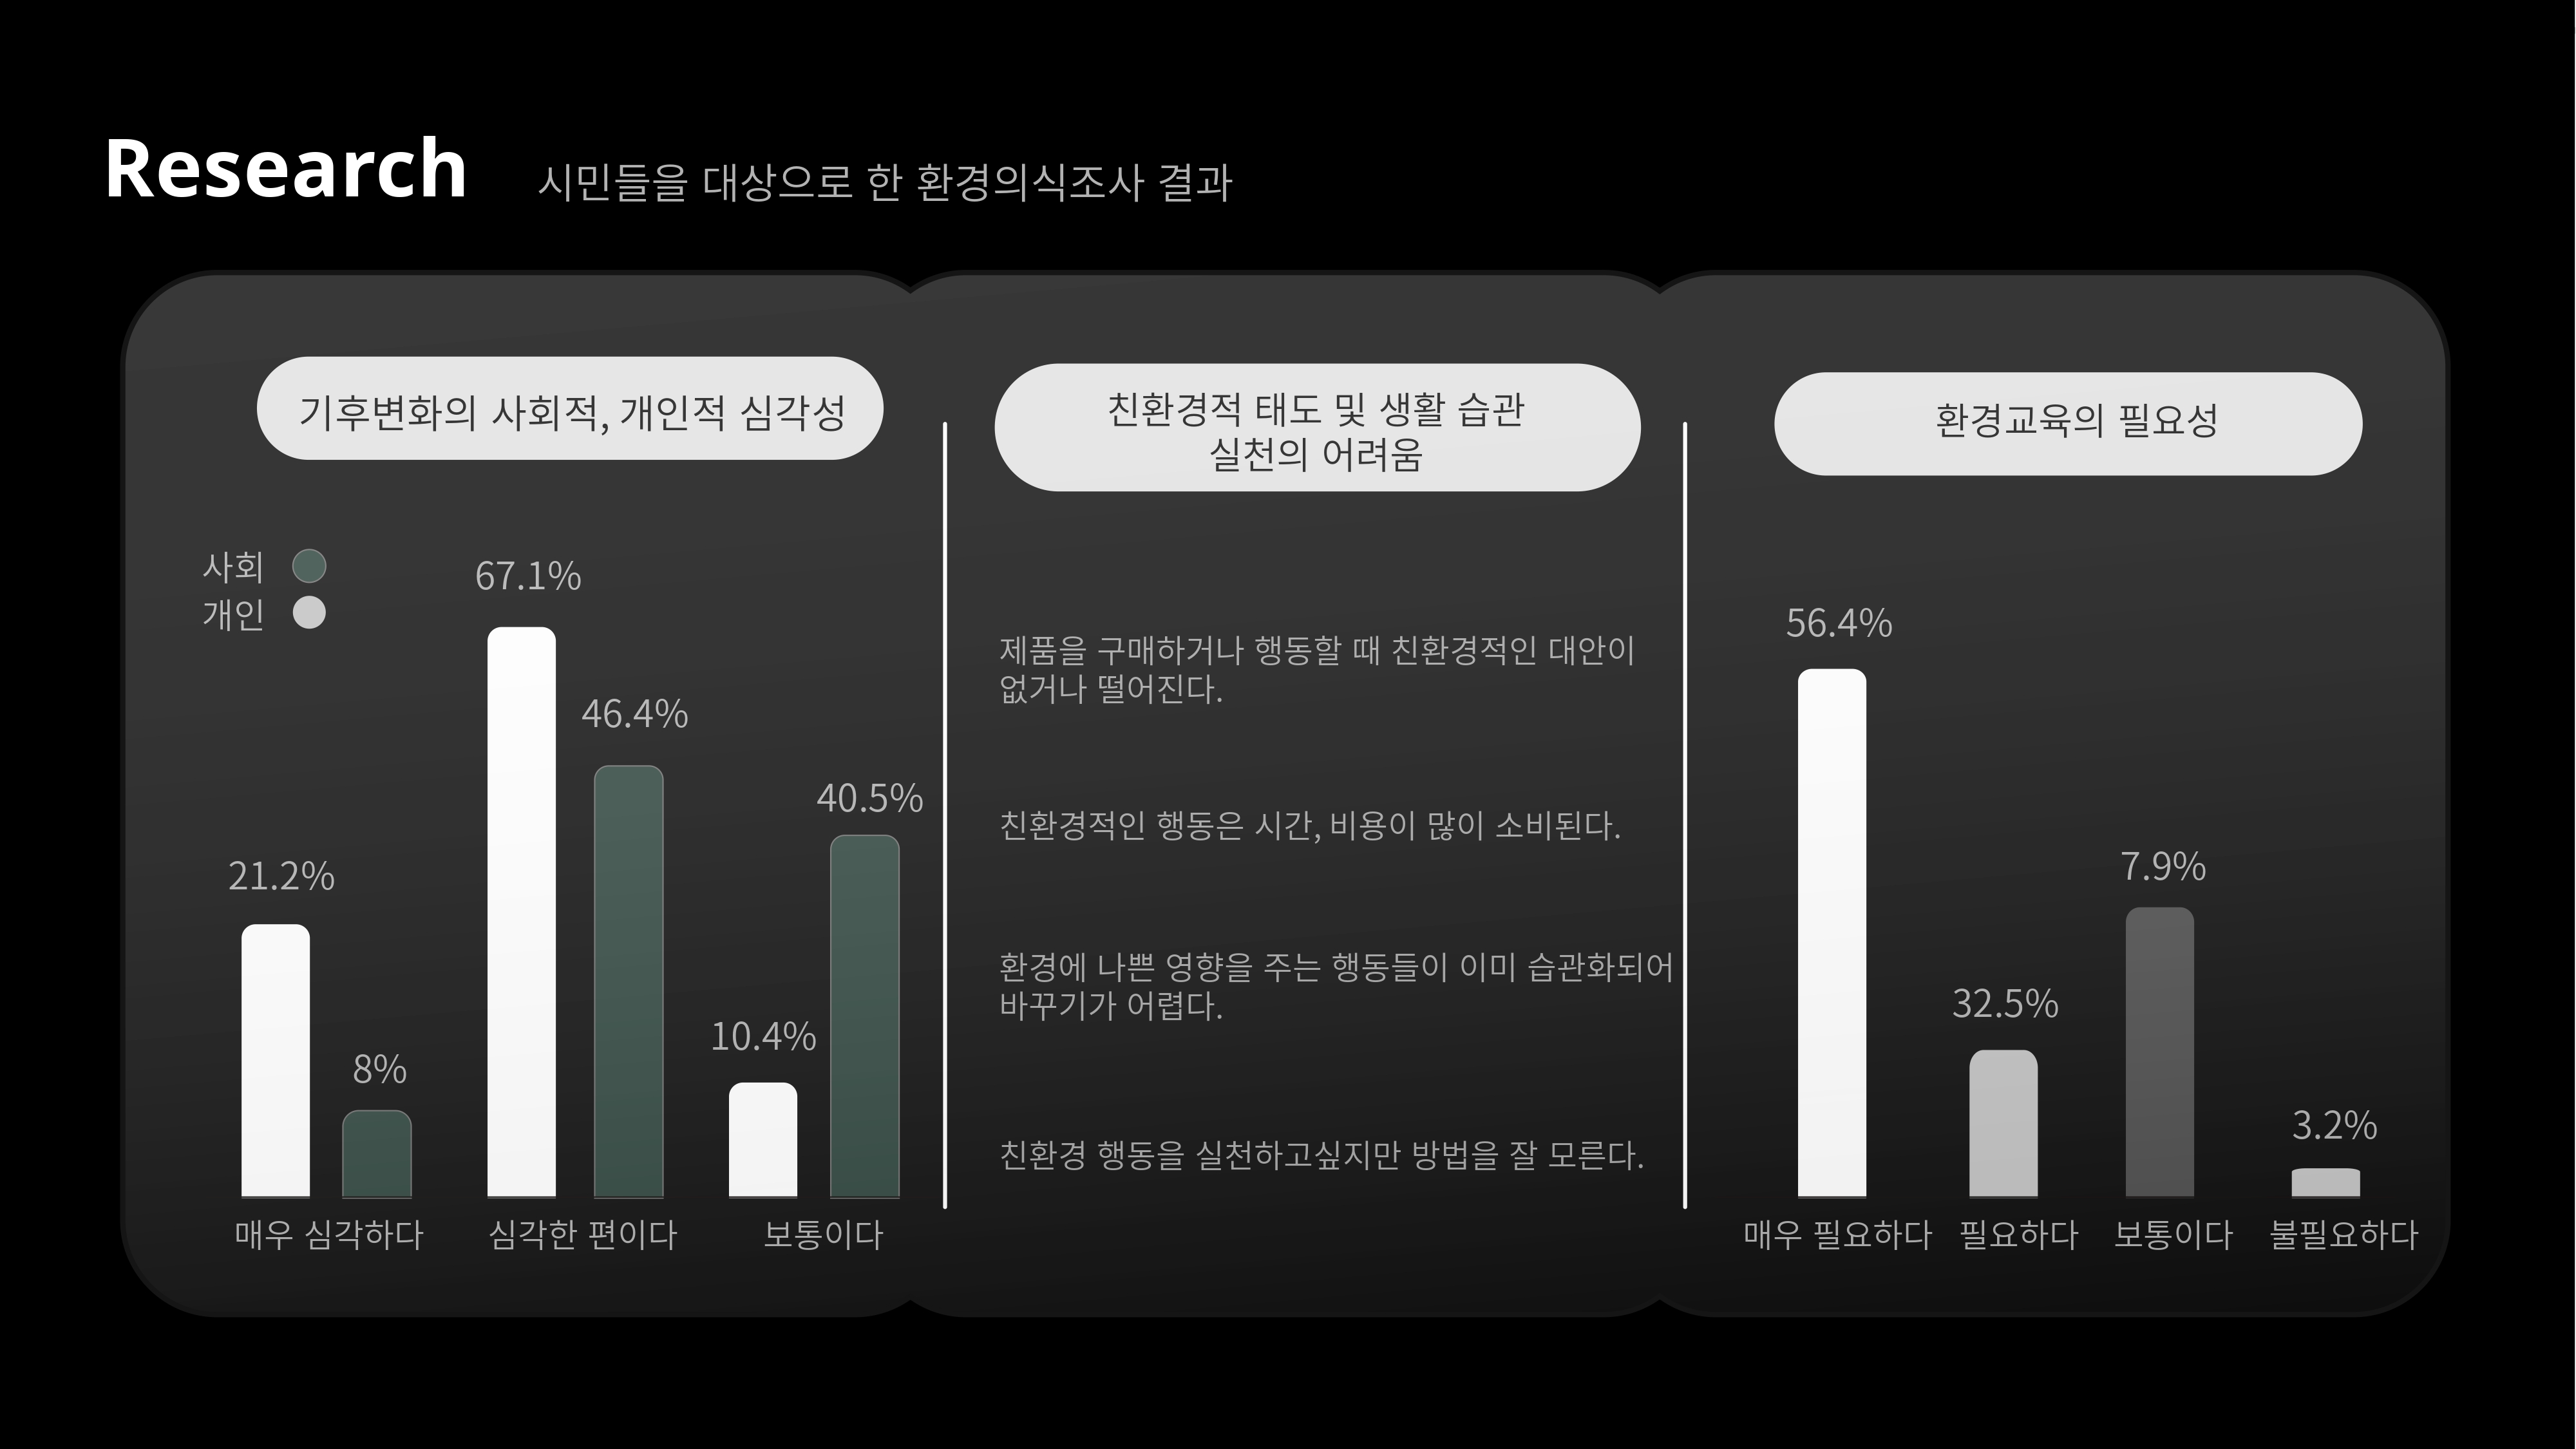 Research
시민들을 대상으로 한 환경의식조사 결과
기후변화의 사회적, 개인적 심각성
사회
개인
67.1%
46.4%
40.5%
21.2%
10.4%
8%
매우 심각하다
심각한 편이다
보통이다
친환경적 태도 및 생활 습관
실천의 어려움
제품을 구매하거나 행동할 때 친환경적인 대안이
없거나 떨어진다.
친환경적인 행동은 시간, 비용이 많이 소비된다.
환경에 나쁜 영향을 주는 행동들이 이미 습관화되어
바꾸기가 어렵다.
친환경 행동을 실천하고싶지만 방법을 잘 모른다.
환경교육의 필요성
56.4%
7.9%
32.5%
3.2%
매우 필요하다
필요하다
보통이다
불필요하다